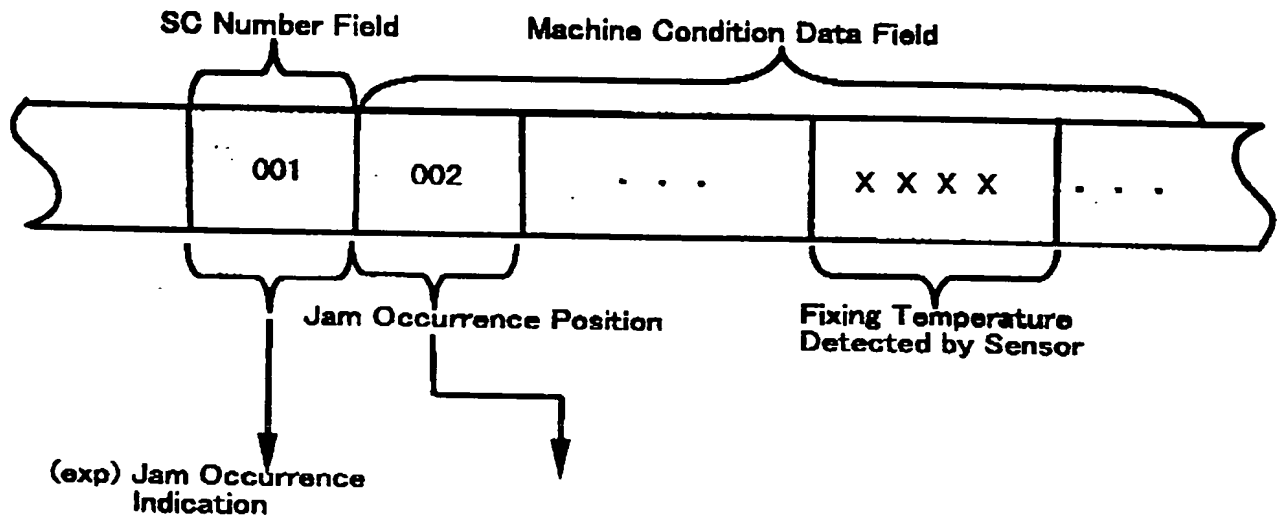 SC Number Field
Machine Condition Data Field
001
002
. . .
X X X X
. . .
Jam Occurrence Position
Fixing Temperature
Detected by Sensor
(exp) Jam Occurrence
Indication